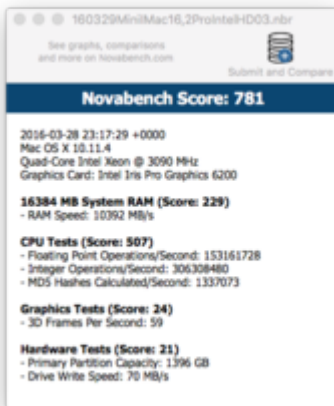 160329MiniIMac16,2ProIntelHD03.nbr
See graphs, comparisons
and more on Novabench.com
Submit and Compare
Novabench Score: 781
2016-03-28 23:17:29 +0000
Mac OS X 10.11.4
Quad-Core Intel Xeon @ 3090 MHz
Graphics Card: Intel Iris Pro Graphics 6200
16384 MB System RAM (Score: 229)
- RAM Speed: 10392 MB/s
CPU Tests (Score: 507)
- Floating Point Operations/Second: 153161728
- Integer Operations/Second: 306308480
- MD5 Hashes Calculated/Second: 1337073
Graphics Tests (Score: 24)
- 3D Frames Per Second: 59
Hardware Tests (Score: 21)
- Primary Partition Capacity: 1396 GB
- Drive Write Speed: 70 MB/s